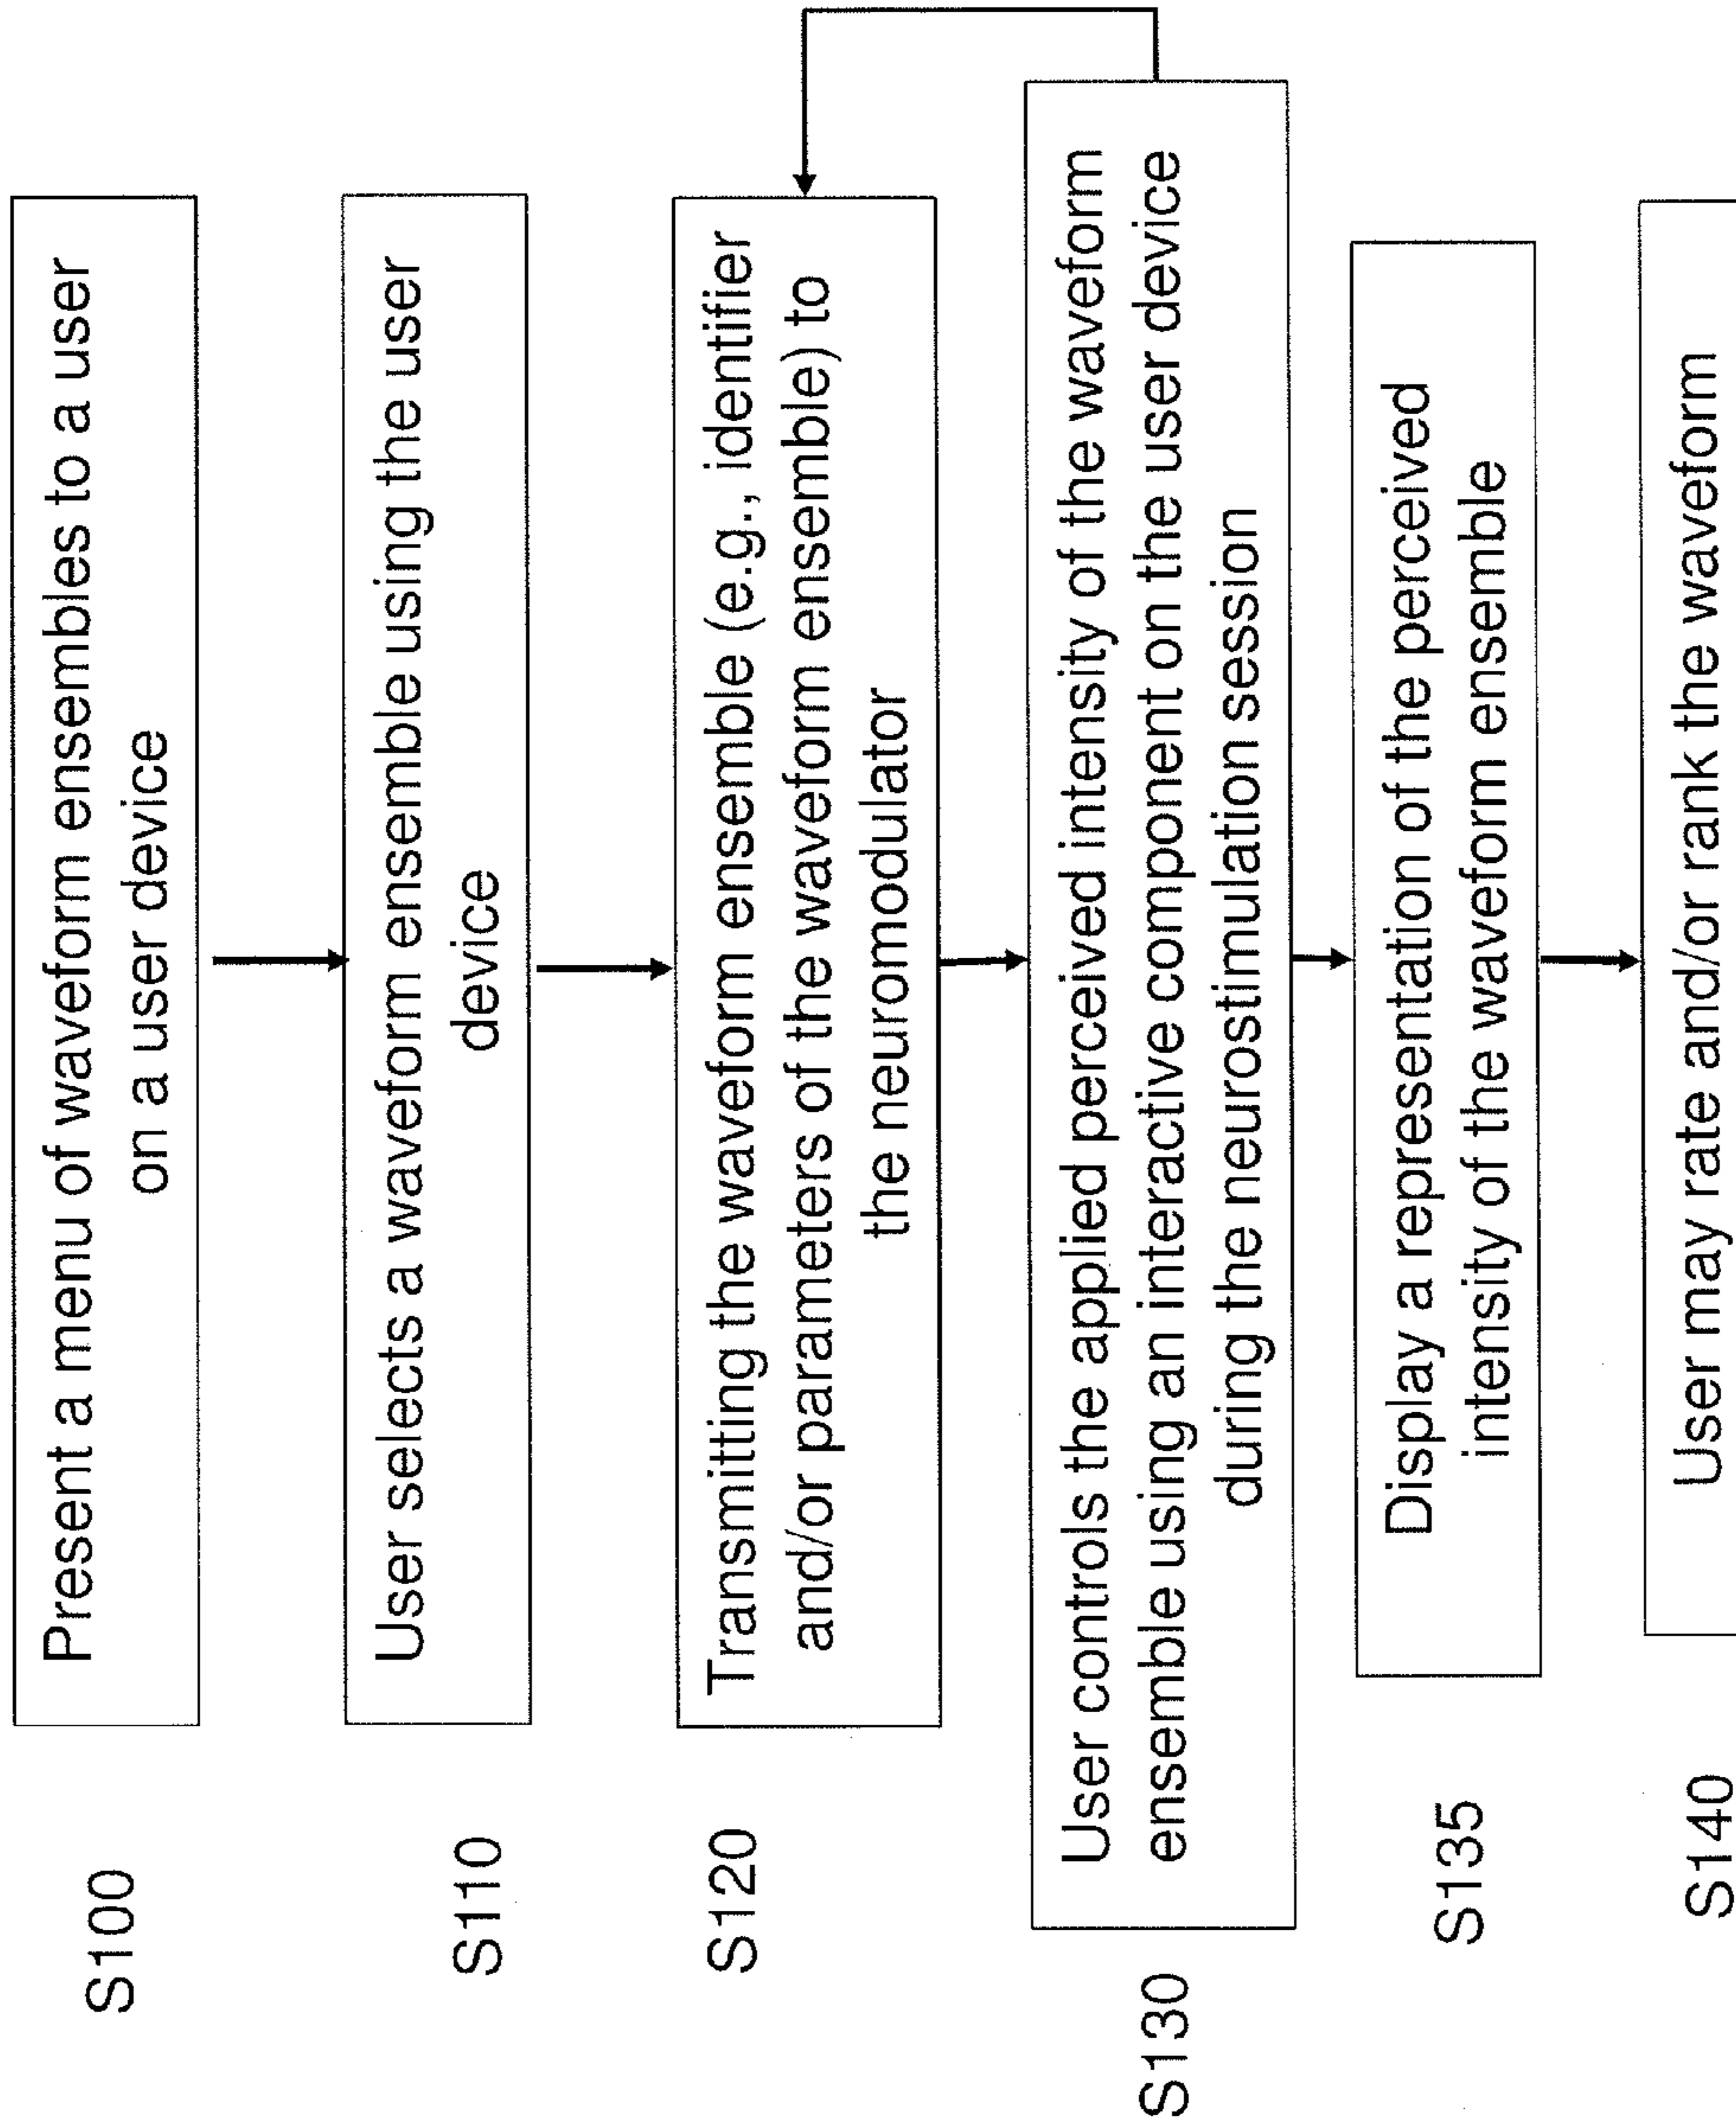 S100
Present a menu of waveform ensembles to a user
on a user device
S110
User selects a waveform ensemble using the user
device
S120
Transmitting the waveform ensemble (e.g., identifier
and/or parameters of the waveform ensemble) to
the neuromodulator
S130
User controls the applied perceived intensity of the waveform
ensemble using an interactive component on the user device
during the neurostimulation session
S135
Display a representation of the perceived
intensity of the waveform ensemble
S140
User may rate and/or rank the waveform